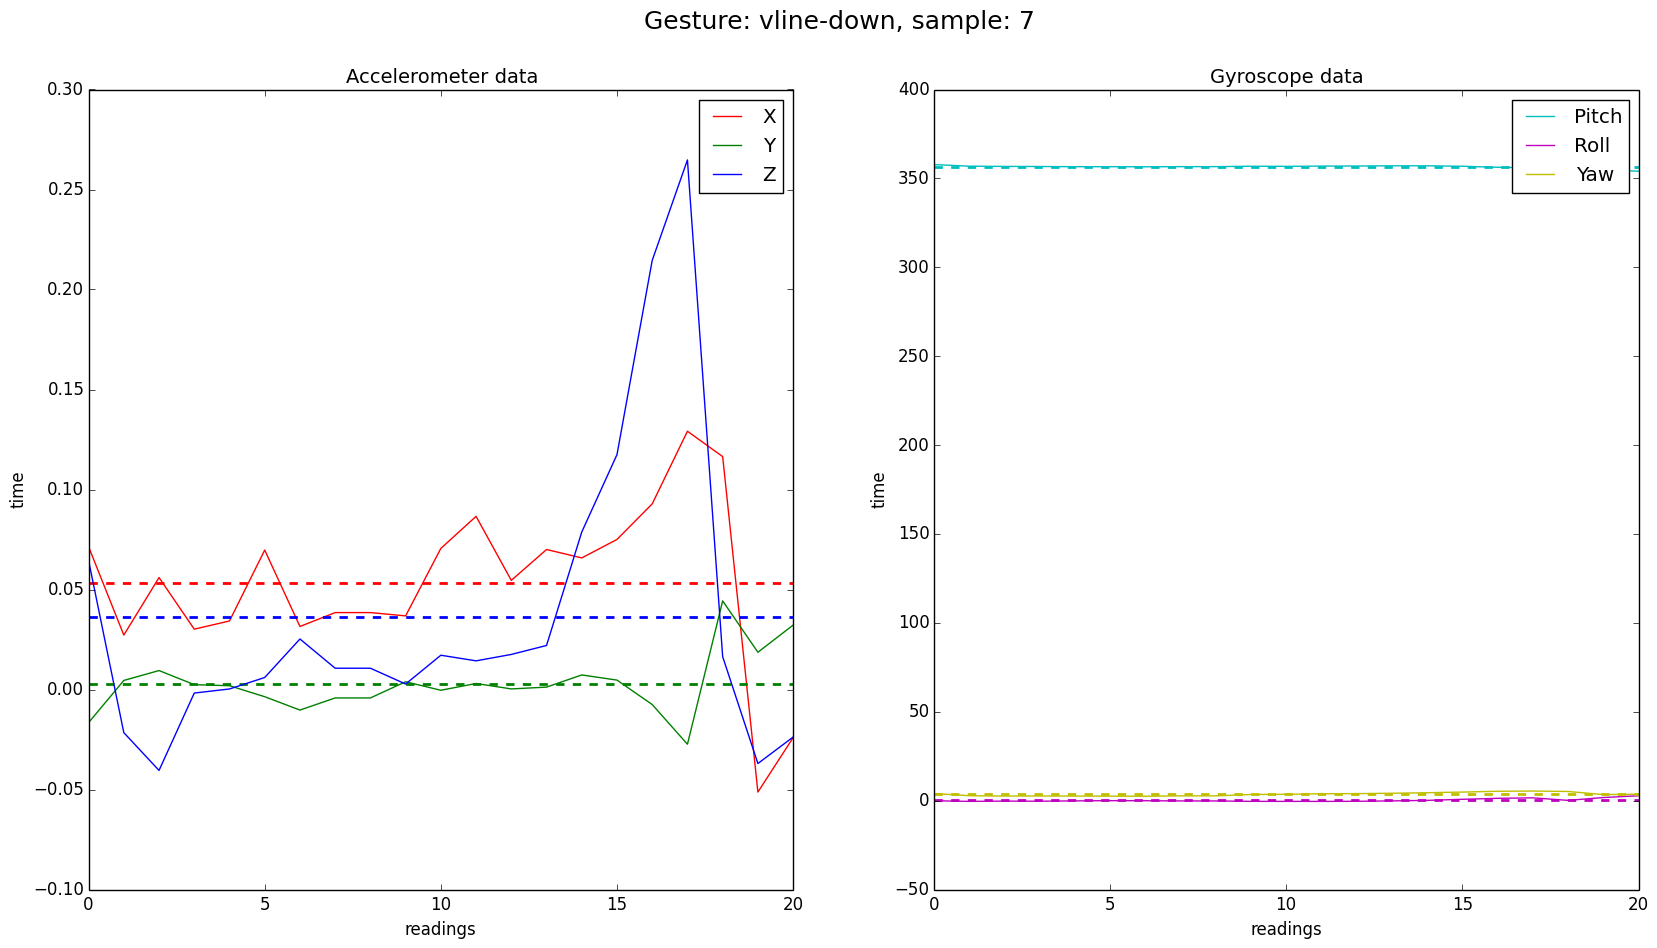 Gesture: vline-down, sample: 7
Accelerometer data
0.30
0.25
0.20
0.15
0.10
0.05
0.00
−0.05
−0.10
time
0
5
10
15
20
readings
X
Y
Z
Gyroscope data
400
350
300
250
200
150
100
50
0
−50
time
0
5
10
15
20
readings
Pitch
Roll
Yaw